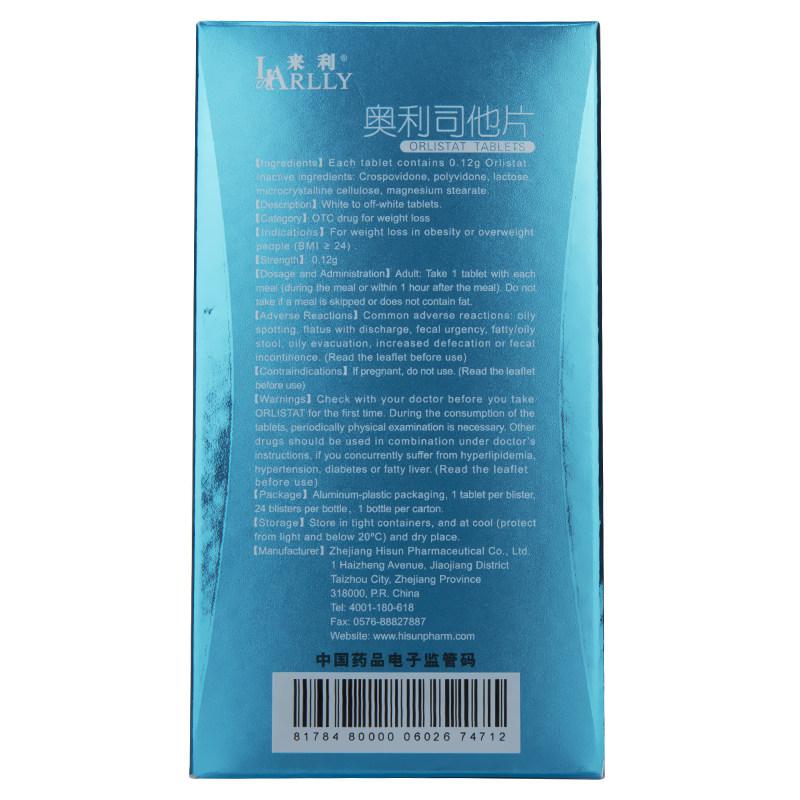 来利®
LARLLY
奥利司他片
ORLISTAT TABLETS
【Ingredients】Each tablet contains 0.12g Orlistat.
Inactive ingredients: Crospovidone, polyvidone, lactose,
microcrystalline cellulose, magnesium stearate.
【Description】White to off-white tablets.
【Category】OTC drug for weight loss
【Indications】For weight loss in obesity or overweight
people (BMI ≥ 24) .
【Strength】0.12g
【Dosage and Administration】Adult: Take 1 tablet with each
meal (during the meal or within 1 hour after the meal). Do not
take if a meal is skipped or does not contain fat.
【Adverse Reactions】Common adverse reactions: oily
spotting, flatus with discharge, fecal urgency, fatty/oily
stool, oily evacuation, increased defecation or fecal
incontinence. (Read the leaflet before use)
【Contraindications】If pregnant, do not use. (Read the leaflet
before use)
【Warnings】Check with your doctor before you take
ORLISTAT for the first time. During the consumption of the
tablets, periodically physical examination is necessary. Other
drugs should be used in combination under doctor's
instructions, if you concurrently suffer from hyperlipidemia,
hypertension, diabetes or fatty liver. (Read the leaflet
before use)
【Package】Aluminum-plastic packaging, 1 tablet per blister,
24 blisters per bottle, 1 bottle per carton.
【Storage】Store in tight containers, and at cool (protect
from light and below 20ºC) and dry place.
【Manufacturer】Zhejiang Hisun Pharmaceutical Co., Ltd.
1 Haizheng Avenue, Jiaojiang District
Taizhou City, Zhejiang Province
318000, P.R. China
Tel: 4001-180-618
Fax: 0576-88827887
Website: www.hisunpharm.com
中国药品电子监管码
81784 80000 06026 74712